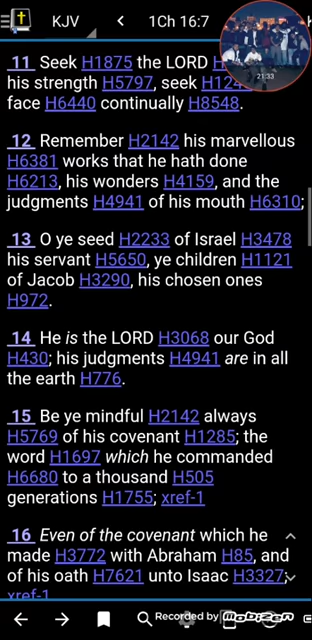 KJV
1Ch 16:7
11 Seek H1875 the LORD
his strength H5797, seek
face H6440 continually H8548.
21:33
12 Remember H2142 his marvellous
H6381 works that he hath done
H6213, his wonders H4159, and the
judgments H4941 of his mouth H6310;
13 O ye seed H2233 of Israel H3478
his servant H5650, ye children H1121
of Jacob H3290, his chosen ones
H972.
14 He is the LORD H3068 our God
H430; his judgments H4941 are in all
the earth H776.
15 Be ye mindful H2142 always
H5769 of his covenant H1285; the
word H1697 which he commanded
H6680 to a thousand H505
generations H1755; xref-1
16 Even of the covenant which he
made H3772 with Abraham H85, and
of his oath H7621 unto Isaac H3327;
xref-1
Recorded by mobizen